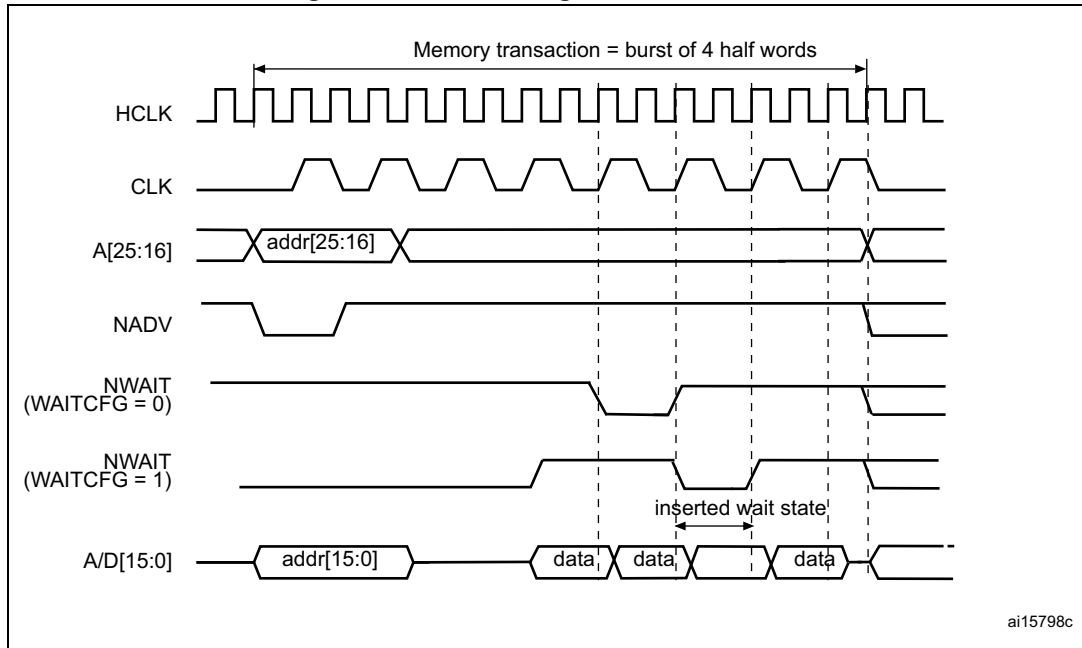 Memory transaction = burst of 4 half words
HCLK
CLK
addr[25:16]
A[25:16]
NADV
NWAIT
(WAITCFG = 0)
NWAIT
(WAITCFG = 1)
inserted wait state
A/D[15:0]
addr[15:0]
data
data
data
ai15798c